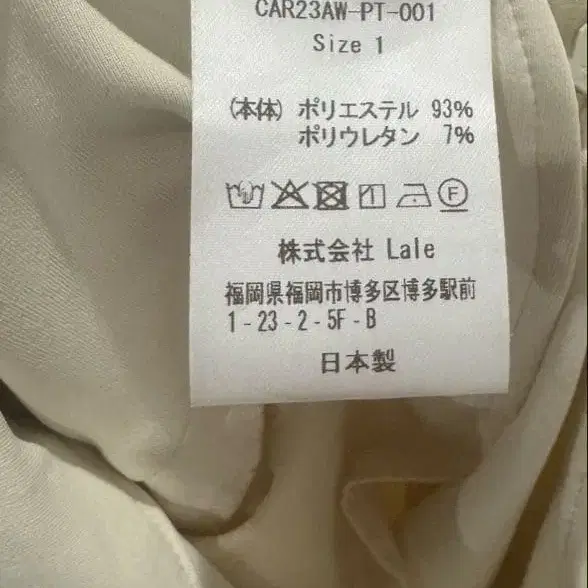 CAR23AW-PT-001
Size 1
(本体) ポリエステル 93%
ポリウレタン 7%
F
株式会社 Lale
福岡県福岡市博多区博多駅前
1-23-2-5F-B
日本製